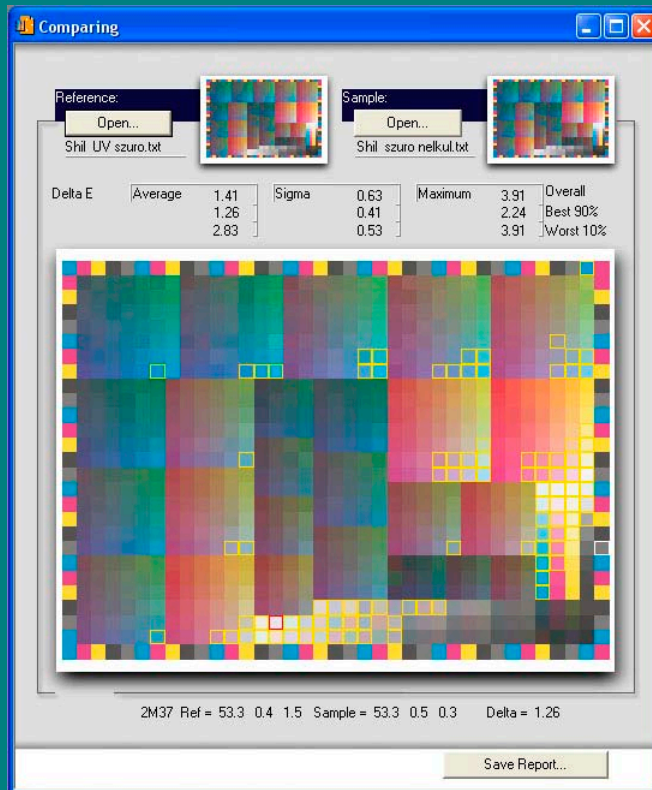 Comparing
Reference:
Open...
Shil UV szuro.txt
Sample:
Open...
Shil szuro nelkul.txt
Delta E Average 1.41 Sigma 0.63 Maximum 3.91 Overall
1.26 0.41 2.24 Best 90%
2.83 0.53 3.91 Worst 10%
2M37 Ref = 53.3 0.4 1.5 Sample = 53.3 0.5 0.3 Delta = 1.26
Save Report...